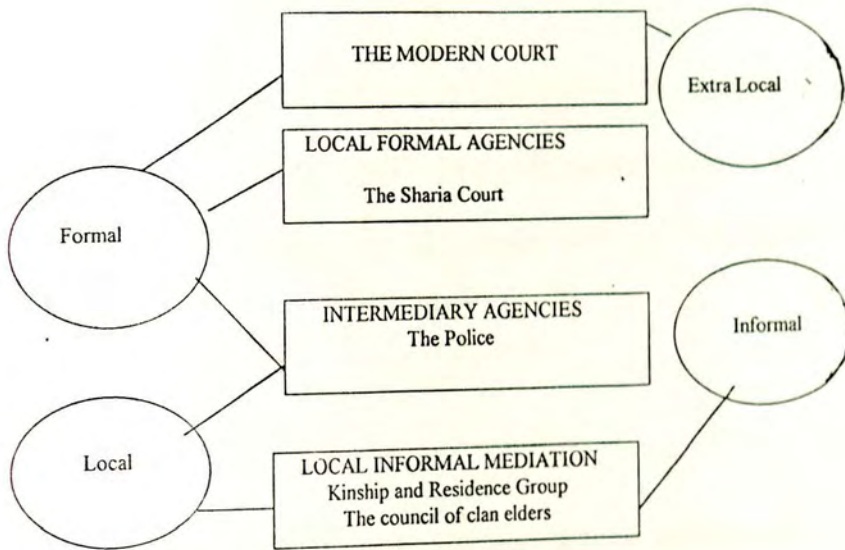 THE MODERN COURT
Extra Local
LOCAL FORMAL AGENCIES
The Sharia Court
Formal
INTERMEDIARY AGENCIES
The Police
Informal
Local
LOCAL INFORMAL MEDIATION
Kinship and Residence Group
The council of clan elders